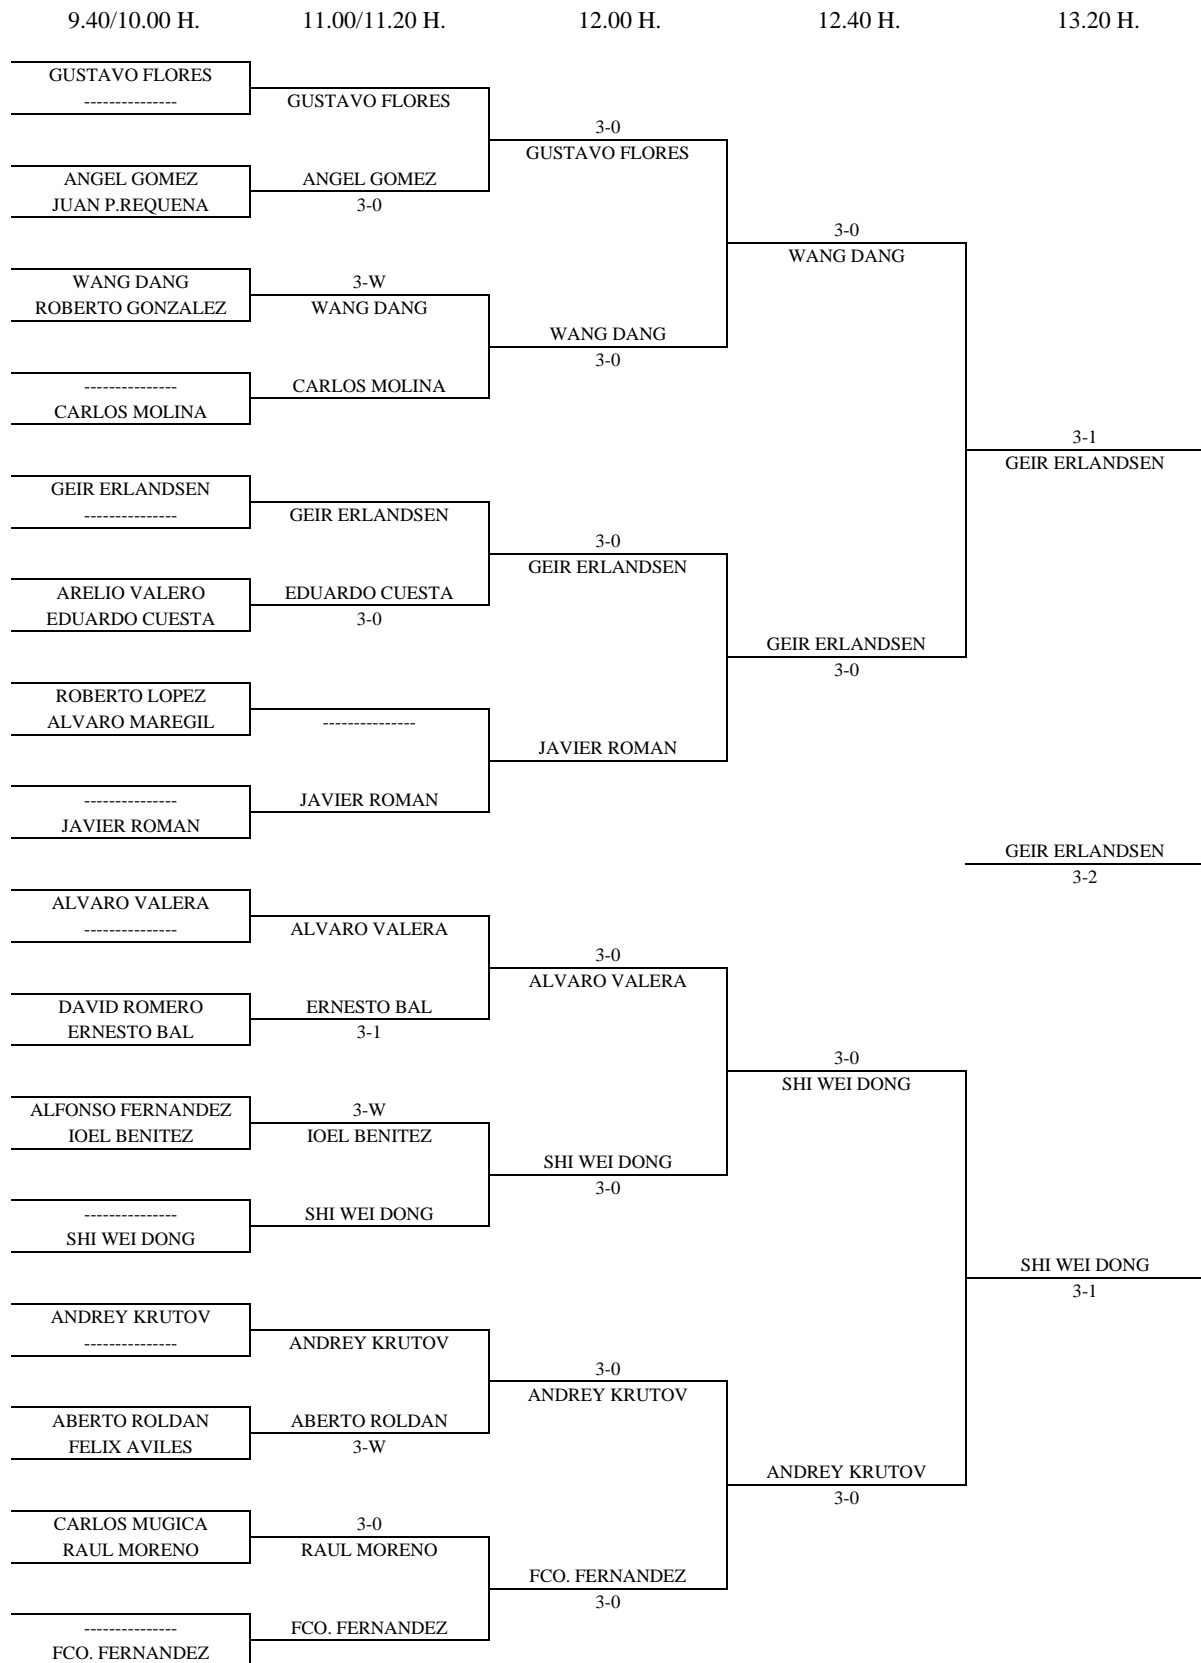 9.40/10.00 H. 11.00/11.20 H. 12.00 H. 12.40 H. 13.20 H.
GUSTAVO FLORES
---------------
GUSTAVO FLORES
3-0
GUSTAVO FLORES
ANGEL GOMEZ
JUAN P.REQUENA
ANGEL GOMEZ
3-0
3-0
WANG DANG
WANG DANG
ROBERTO GONZALEZ
3-W
WANG DANG
WANG DANG
3-0
---------------
CARLOS MOLINA
CARLOS MOLINA
3-1
GEIR ERLANDSEN
GEIR ERLANDSEN
---------------
GEIR ERLANDSEN
3-0
GEIR ERLANDSEN
ARELIO VALERO
EDUARDO CUESTA
EDUARDO CUESTA
3-0
GEIR ERLANDSEN
3-0
ROBERTO LOPEZ
ALVARO MAREGIL
---------------
JAVIER ROMAN
---------------
JAVIER ROMAN
JAVIER ROMAN
GEIR ERLANDSEN
3-2
ALVARO VALERA
---------------
ALVARO VALERA
3-0
ALVARO VALERA
DAVID ROMERO
ERNESTO BAL
ERNESTO BAL
3-1
3-0
SHI WEI DONG
ALFONSO FERNANDEZ
IOEL BENITEZ
3-W
IOEL BENITEZ
SHI WEI DONG
3-0
---------------
SHI WEI DONG
SHI WEI DONG
SHI WEI DONG
3-1
ANDREY KRUTOV
---------------
ANDREY KRUTOV
3-0
ANDREY KRUTOV
ABERTO ROLDAN
FELIX AVILES
ABERTO ROLDAN
3-W
ANDREY KRUTOV
3-0
CARLOS MUGICA
RAUL MORENO
3-0
RAUL MORENO
FCO. FERNANDEZ
3-0
---------------
FCO. FERNANDEZ
FCO. FERNANDEZ